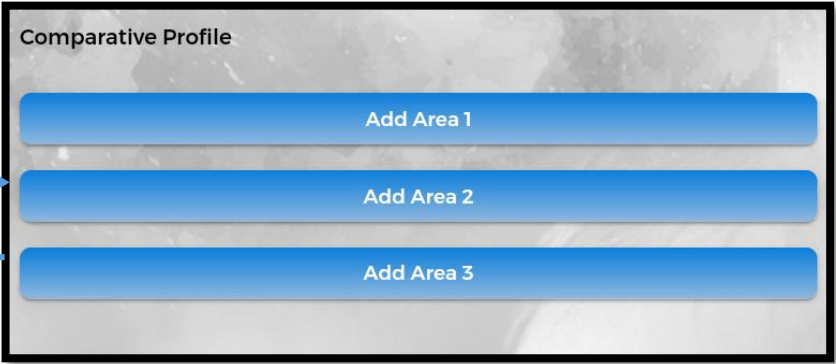 Comparative Profile
Add Area 1
Add Area 2
Add Area 3